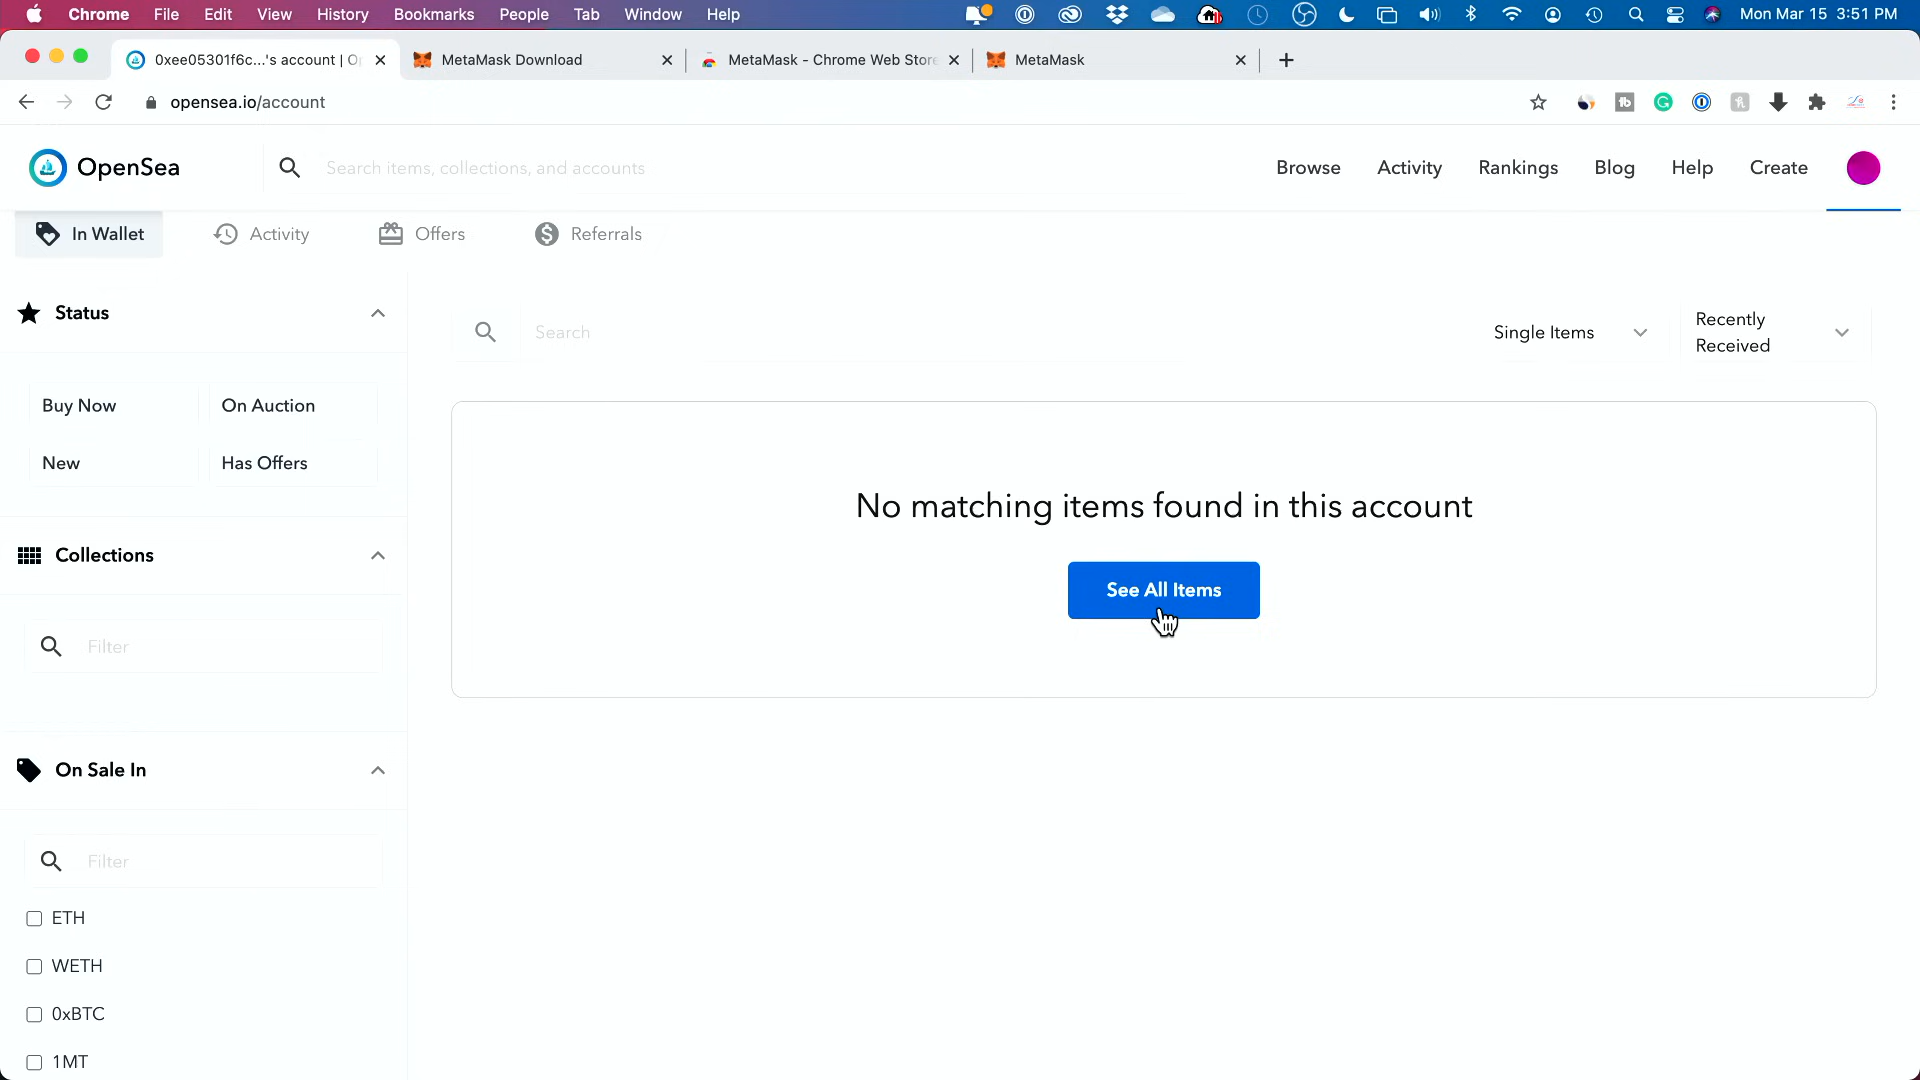 Chrome File Edit View History Bookmarks People Tab Window Help Mon Mar 15 3:51 PM
0xee05301f6c...'s account | O MetaMask Download MetaMask - Chrome Web Store MetaMask
opensea.io/account
OpenSea Search items, collections, and accounts Browse Activity Rankings Blog Help Create
In Wallet Activity Offers Referrals
Status
Search Single Items Recently
Received
Buy Now On Auction
New Has Offers
No matching items found in this account
See All Items
Collections
Filter
On Sale In
Filter
ETH
WETH
0xBTC
1MT